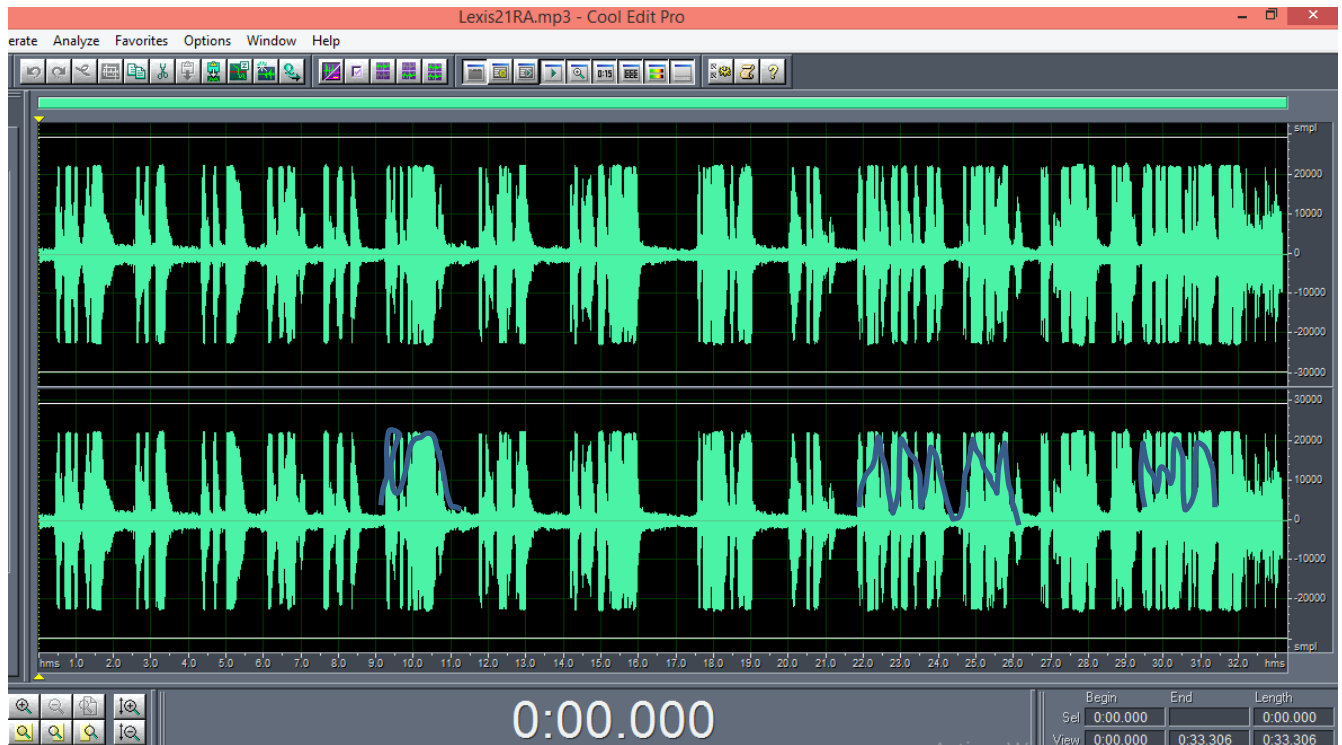 Lexis21RA.mp3 - Cool Edit Pro
erate Analyze Favorites Options Window Help
smpl
20000
10000
0
-10000
-20000
-30000
30000
20000
10000
0
-10000
-20000
smpl
hms 1.0 2.0 3.0 4.0 5.0 6.0 7.0 8.0 9.0 10.0 11.0 12.0 13.0 14.0 15.0 16.0 17.0 18.0 19.0 20.0 21.0 22.0 23.0 24.0 25.0 26.0 27.0 28.0 29.0 30.0 31.0 32.0 hms
0:00.000
Begin End Length
Sel 0:00.000 0:00.000
View 0:00.000 0:33.306 0:33.306